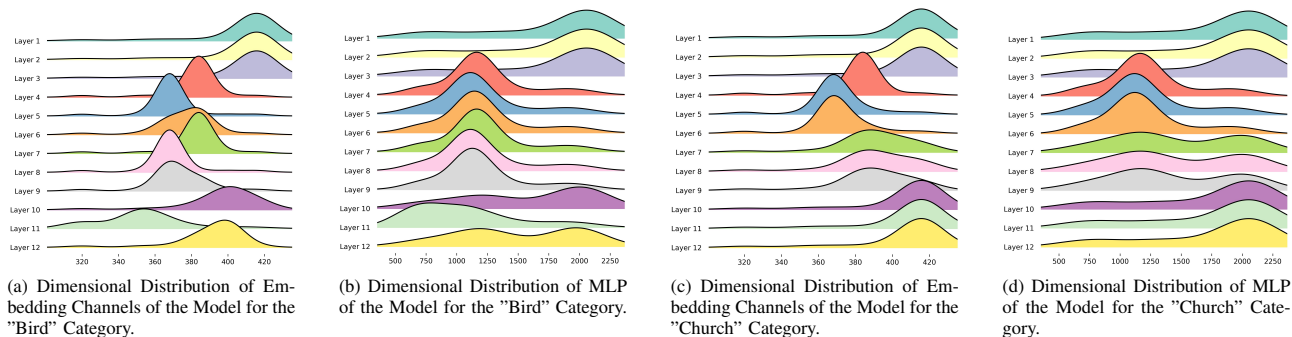 Layer 1
Layer 2
Layer 3
Layer 4
Layer 5
Layer 6
Layer 7
Layer 8
Layer 9
Layer 10
Layer 11
Layer 12
320 340 360 380 400 420
(a) Dimensional Distribution of Em-
bedding Channels of the Model for the
”Bird” Category.
Layer 1
Layer 2
Layer 3
Layer 4
Layer 5
Layer 6
Layer 7
Layer 8
Layer 9
Layer 10
Layer 11
Layer 12
500 750 1000 1250 1500 1750 2000 2250
(b) Dimensional Distribution of MLP
of the Model for the ”Bird” Category.
Layer 1
Layer 2
Layer 3
Layer 4
Layer 5
Layer 6
Layer 7
Layer 8
Layer 9
Layer 10
Layer 11
Layer 12
320 340 360 380 400 420
(c) Dimensional Distribution of Em-
bedding Channels of the Model for the
”Church” Category.
Layer 1
Layer 2
Layer 3
Layer 4
Layer 5
Layer 6
Layer 7
Layer 8
Layer 9
Layer 10
Layer 11
Layer 12
500 750 1000 1250 1500 1750 2000 2250
(d) Dimensional Distribution of MLP
of the Model for the ”Church” Cate-
gory.